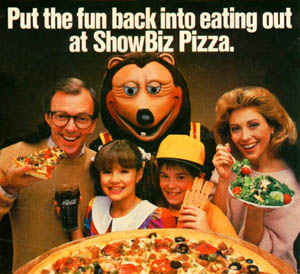 Put the fun back into eating out
at ShowBiz Pizza.